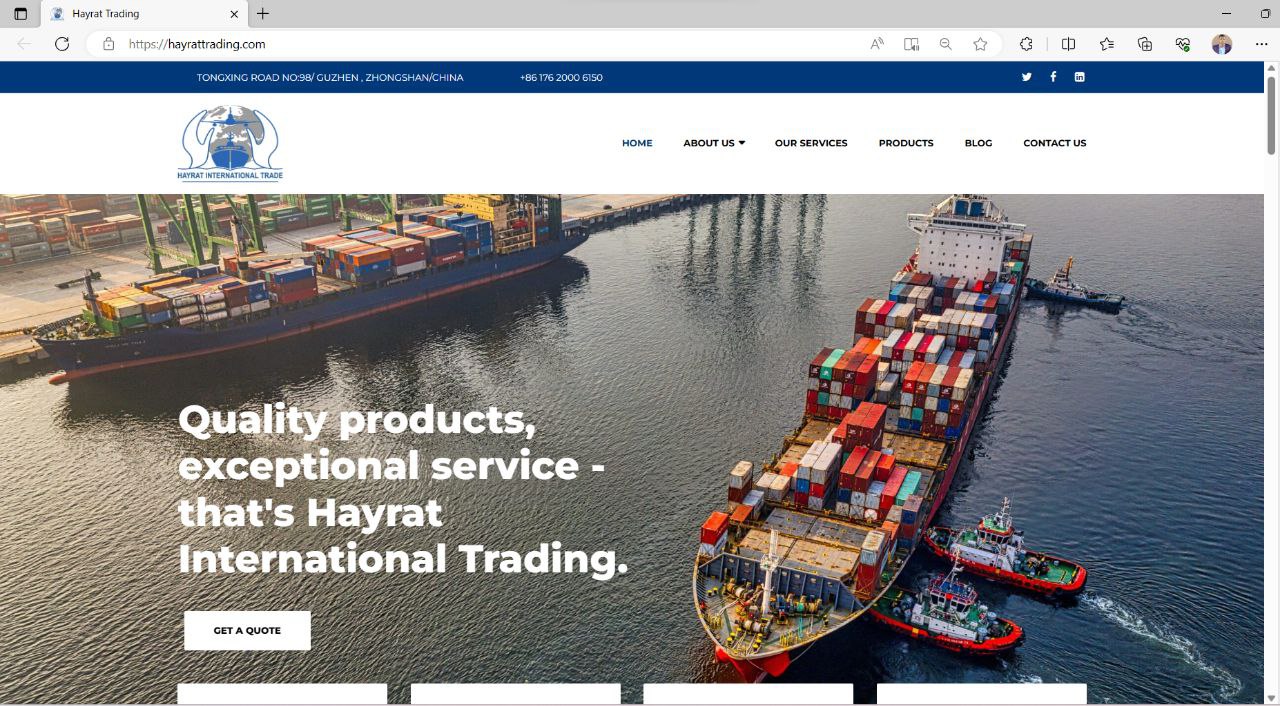 Hayrat Trading
https://hayrattrading.com
TONGXING ROAD NO:98/ GUZHEN , ZHONGSHAN/CHINA
+86 176 2000 6150
HAYRAT INTERNATIONAL TRADE
HOME
ABOUT US
OUR SERVICES
PRODUCTS
BLOG
CONTACT US
Quality products,
exceptional service -
that's Hayrat
International Trading.
GET A QUOTE